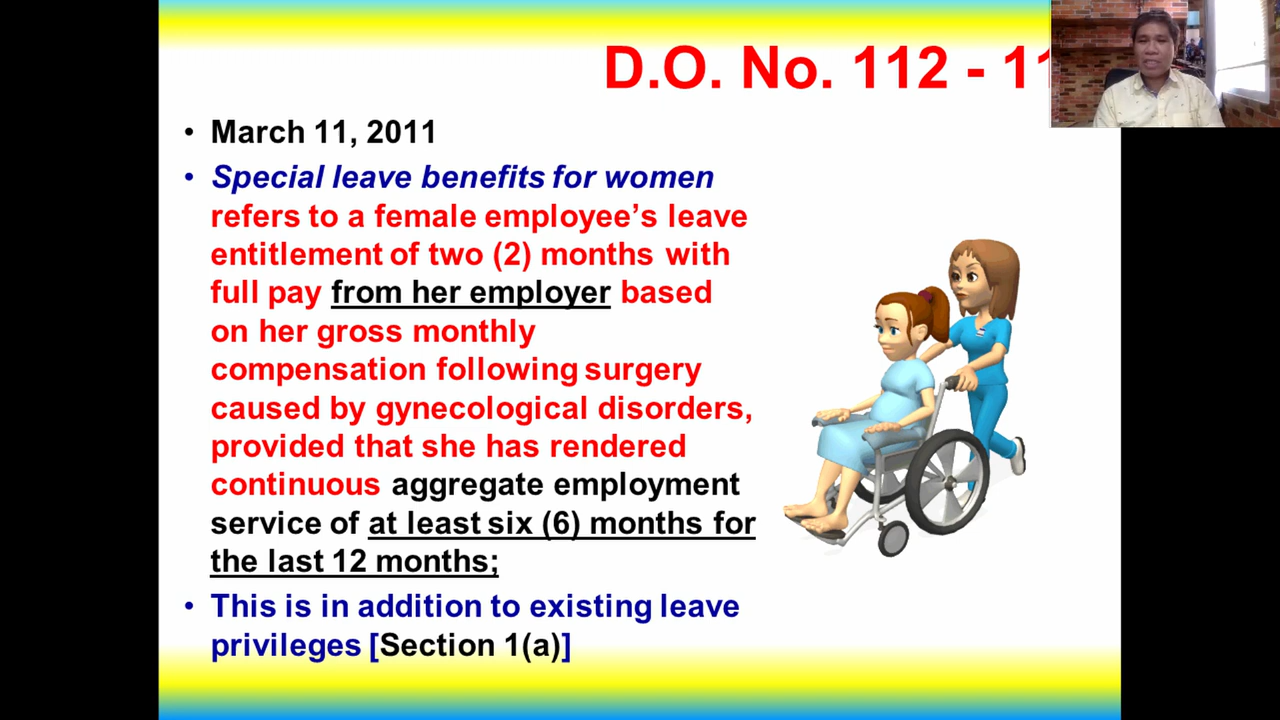 D.O. No. 112 - 11
• March 11, 2011
• Special leave benefits for women
refers to a female employee’s leave
entitlement of two (2) months with
full pay from her employer based
on her gross monthly
compensation following surgery
caused by gynecological disorders,
provided that she has rendered
continuous aggregate employment
service of at least six (6) months for
the last 12 months;
• This is in addition to existing leave
privileges [Section 1(a)]